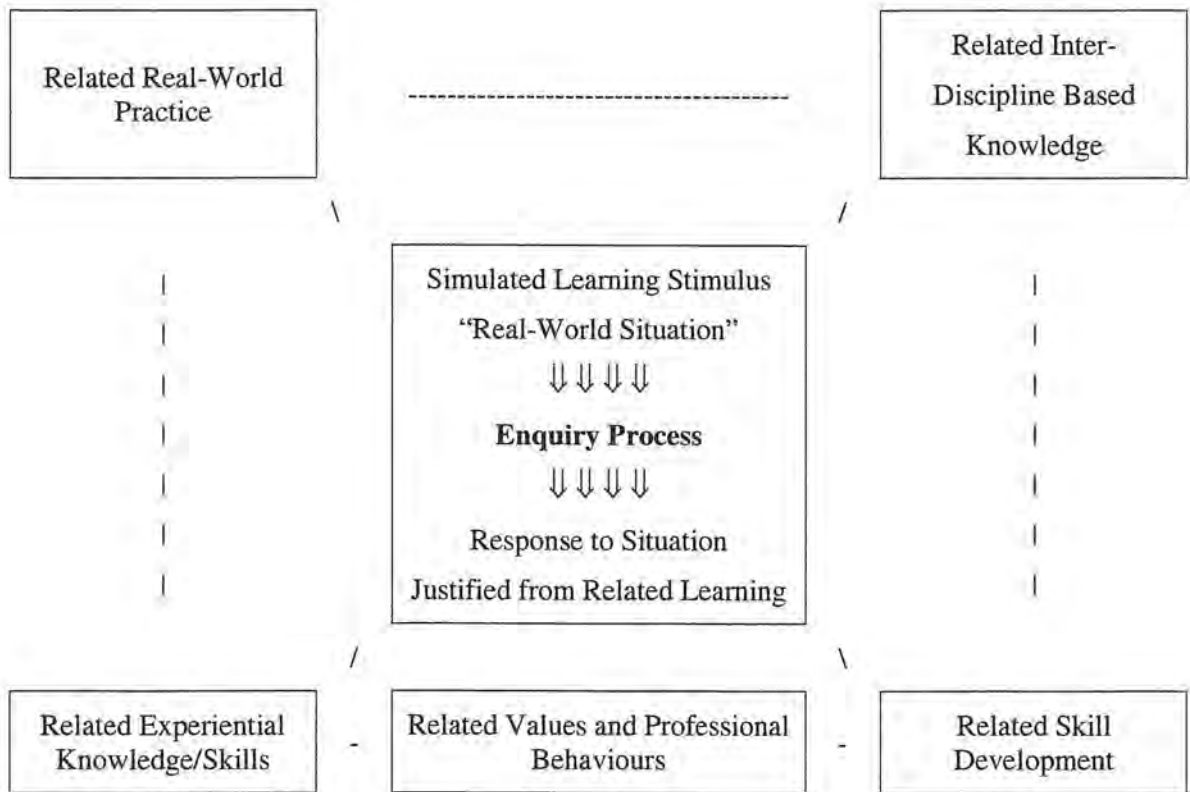 Related Real-World
Practice
Related Inter-
Discipline Based
Knowledge
Simulated Learning Stimulus
“Real-World Situation”
⇓ ⇓ ⇓ ⇓
Enquiry Process
⇓ ⇓ ⇓ ⇓
Response to Situation
Justified from Related Learning
Related Experiential
Knowledge/Skills
Related Values and Professional
Behaviours
Related Skill
Development